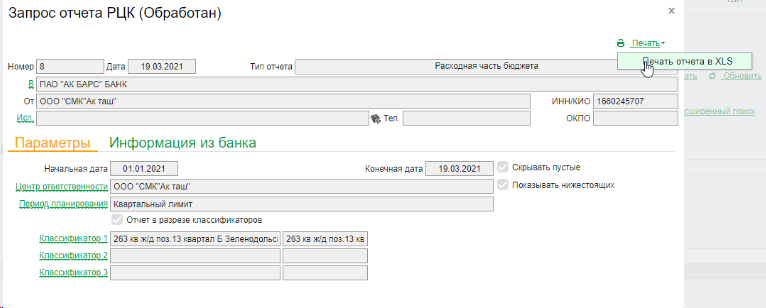 Запрос отчета РЦК (Обработан)
x
Печать
Номер 8 Дата 19.03.2021 Тип отчета Расходная часть бюджета
Печать отчета в XLS
В ПАО "АК БАРС" БАНК
Обновить
От ООО "СМК"Ак таш" ИНН/КИО 1660245707
Исп. Тел. ОКПО
сширенный поиск
Параметры Информация из банка
Начальная дата 01.01.2021 Конечная дата 19.03.2021 Скрывать пустые
Центр ответственности ООО "СМК"Ак таш" Показывать нижестоящих
Период планирования Квартальный лимит
Отчет в разрезе классификаторов
Классификатор 1 263 кв ж/д поз.13 квартал Б Зеленодольс 263 кв ж/д поз.13 кв
Классификатор 2
Классификатор 3